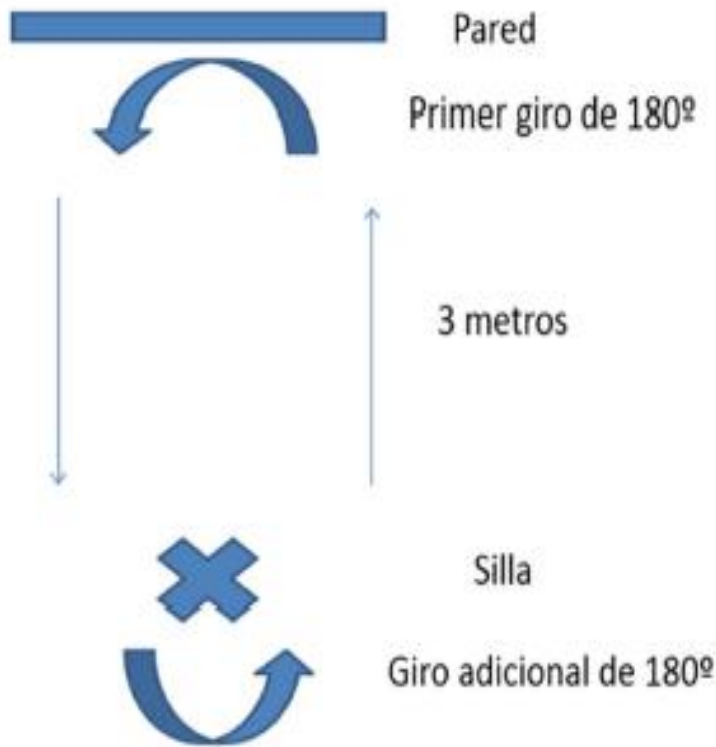 Pared
Primer giro de 180º
3 metros
Silla
Giro adicional de 180º